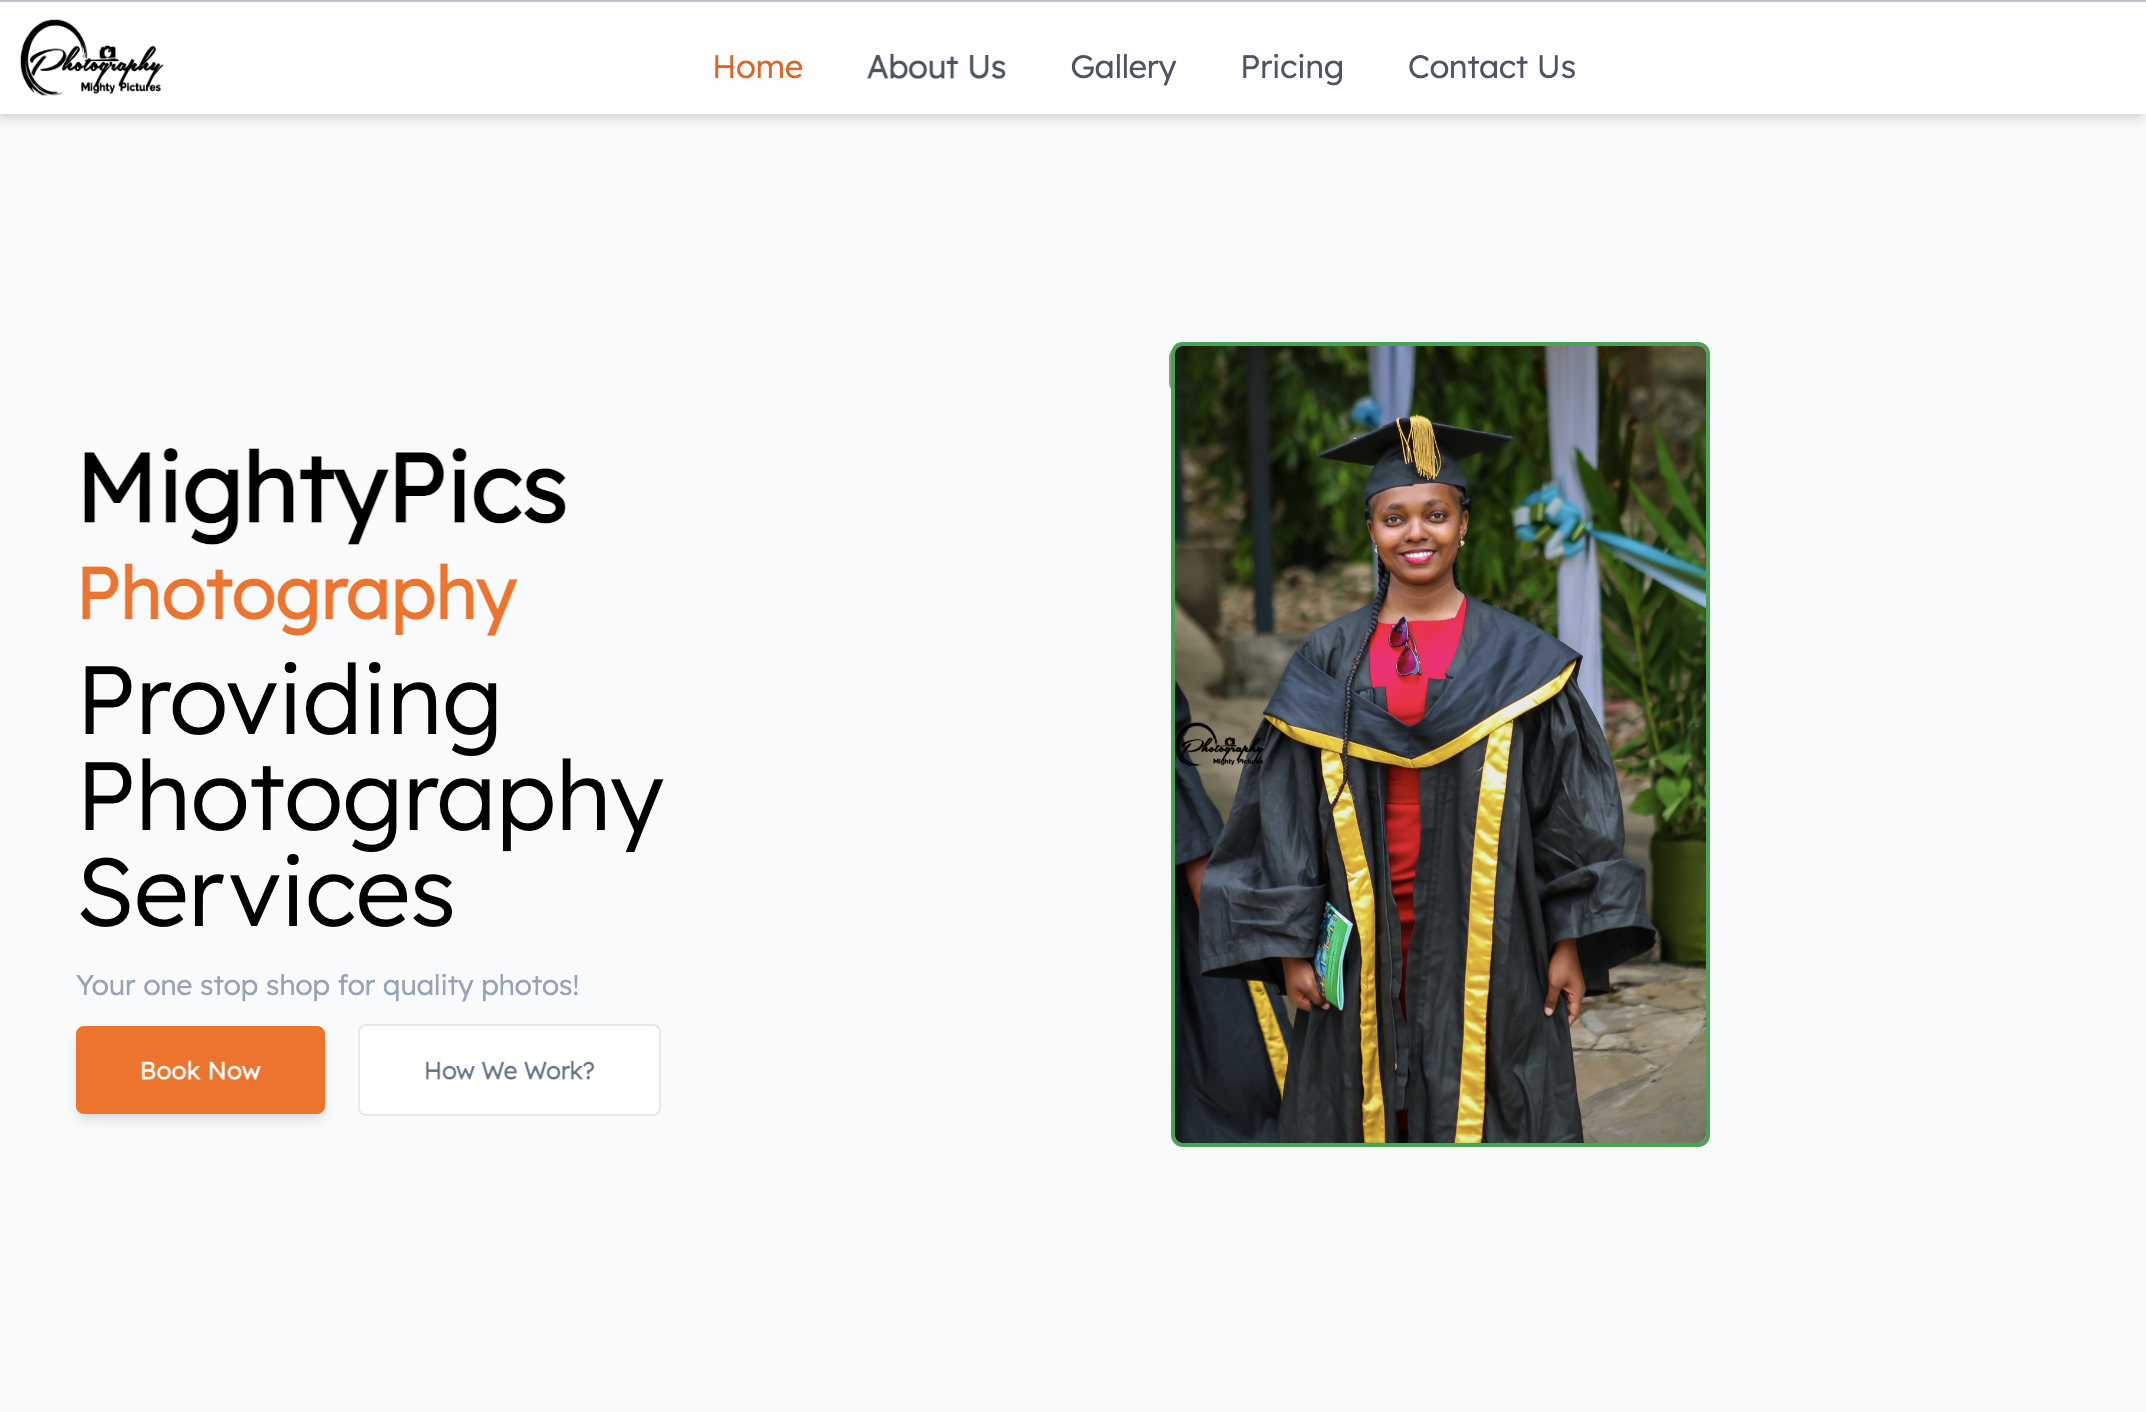 Photography
Mighty Pictures
Home
About Us
Gallery
Pricing
Contact Us
MightyPics
Photography
Providing
Photography
Services
Your one stop shop for quality photos!
Book Now
How We Work?
Photography
Mighty Pictures